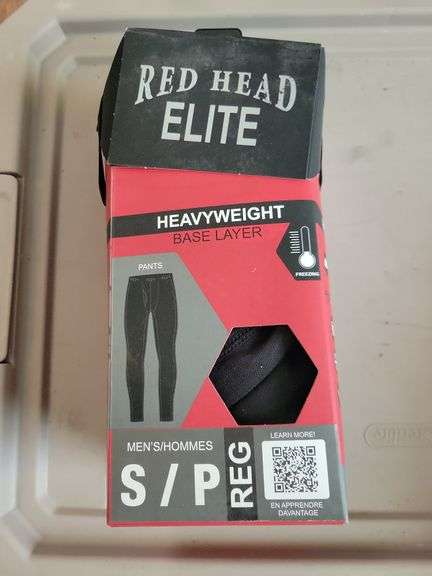 RED HEAD
ELITE
HEAVYWEIGHT
BASE LAYER
FREEZING
PANTS
MEN'S/HOMMES
S / P
REG
LEARN MORE!
EN APPRENDRE
DAVANTAGE